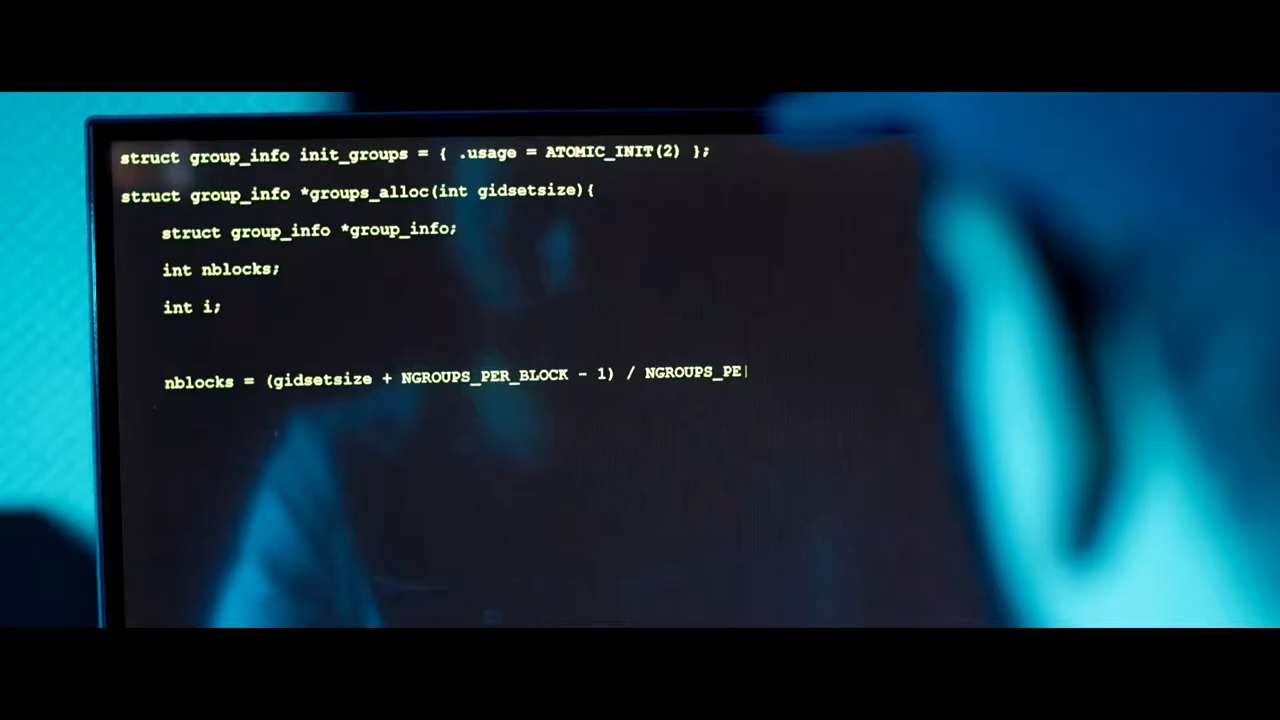 struct group_info init_groups = { .usage = ATOMIC_INIT(2) };
struct group_info *groups_alloc(int gidsetsize){
struct group_info *group_info;
int nblocks;
int i;
nblocks = (gidsetsize + NGROUPS_PER_BLOCK - 1) / NGROUPS_PE